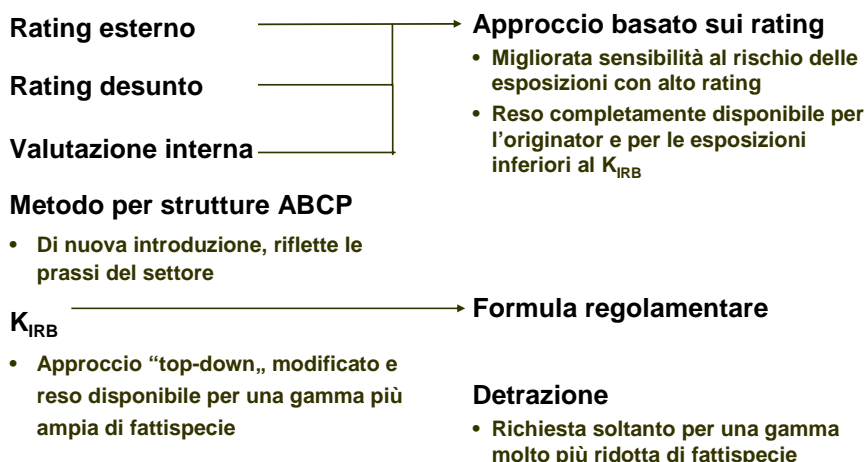 Rating esterno
Rating desunto
Valutazione interna
Metodo per strutture ABCP
• Di nuova introduzione, riflette le
prassi del settore
K_IRB
• Approccio “top-down„ modificato e
reso disponibile per una gamma più
ampia di fattispecie
Approccio basato sui rating
• Migliorata sensibilità al rischio delle
esposizioni con alto rating
• Reso completamente disponibile per
l’originator e per le esposizioni
inferiori al K_IRB
Formula regolamentare
Detrazione
• Richiesta soltanto per una gamma
molto più ridotta di fattispecie